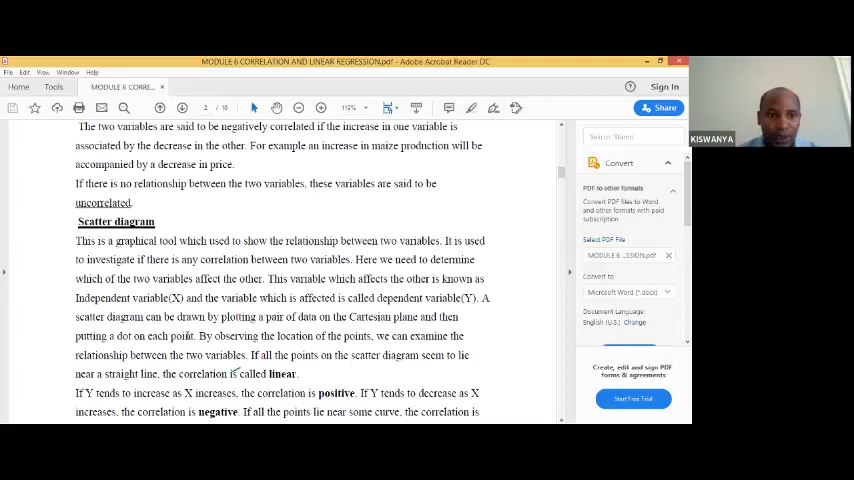 MODULE 6 CORRELATION AND LINEAR REGRESSION.pdf - Adobe Acrobat Reader DC
File Edit View Window Help
Home Tools MODULE 6 CORRE... × Sign In
2 / 10 119% Share
The two variables are said to be negatively correlated if the increase in one variable is
associated by the decrease in the other. For example an increase in maize production will be
accompanied by a decrease in price.
If there is no relationship between the two variables, these variables are said to be
uncorrelated.
Scatter diagram
This is a graphical tool which used to show the relationship between two variables. It is used
to investigate if there is any correlation between two variables. Here we need to determine
which of the two variables affect the other. This variable which affects the other is known as
Independent variable(X) and the variable which is affected is called dependent variable(Y). A
scatter diagram can be drawn by plotting a pair of data on the Cartesian plane and then
putting a dot on each point. By observing the location of the points, we can examine the
relationship between the two variables. If all the points on the scatter diagram seem to lie
near a straight line, the correlation is called linear.
If Y tends to increase as X increases, the correlation is positive. If Y tends to decrease as X
increases, the correlation is negative. If all the points lie near some curve, the correlation is
Convert
PDF to other formats
Convert PDF files to Word
and other formats with paid
subscription
Select PDF File
MODULE 6 ...SSION.pdf ×
Convert to
Microsoft Word (*.docx)
Document Language:
English (U.S.) Change
Create, edit and sign PDF
forms & agreements
Start Free Trial
KISWANYA